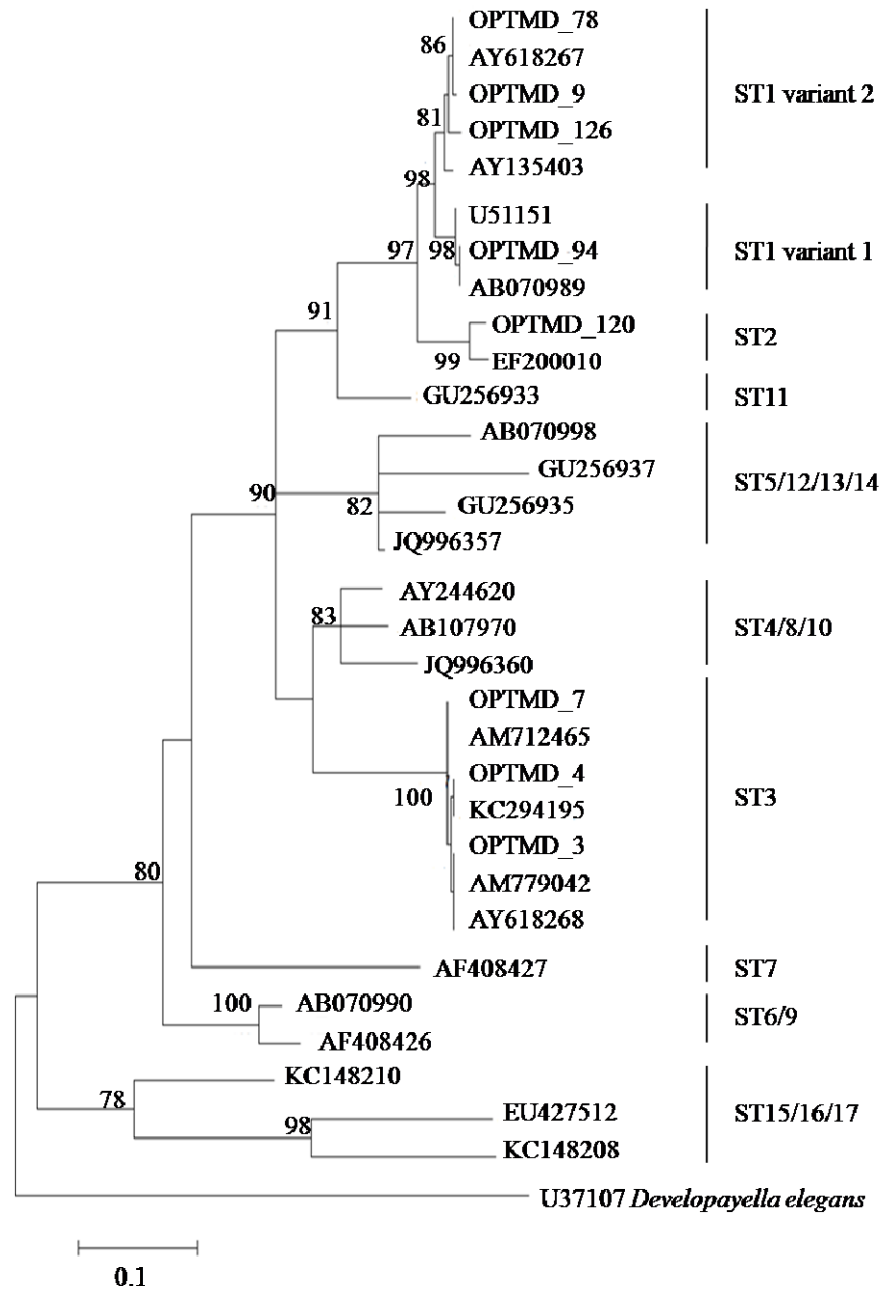 OPTMD_78
86
AY618267
OPTMD_9
ST1 variant 2
81
OPTMD_126
AY135403
98
U51151
97
98
OPTMD_94
ST1 variant 1
AB070989
91
OPTMD_120
ST2
99
EF200010
GU256933
ST11
AB070998
GU256937
ST5/12/13/14
90
82
GU256935
JQ996357
AY244620
83
AB107970
ST4/8/10
JQ996360
OPTMD_7
AM712465
OPTMD_4
100
ST3
KC294195
OPTMD_3
80
AM779042
AY618268
AF408427
ST7
100
AB070990
ST6/9
AF408426
KC148210
78
EU427512
ST15/16/17
98
KC148208
U37107 Developayella elegans
0.1